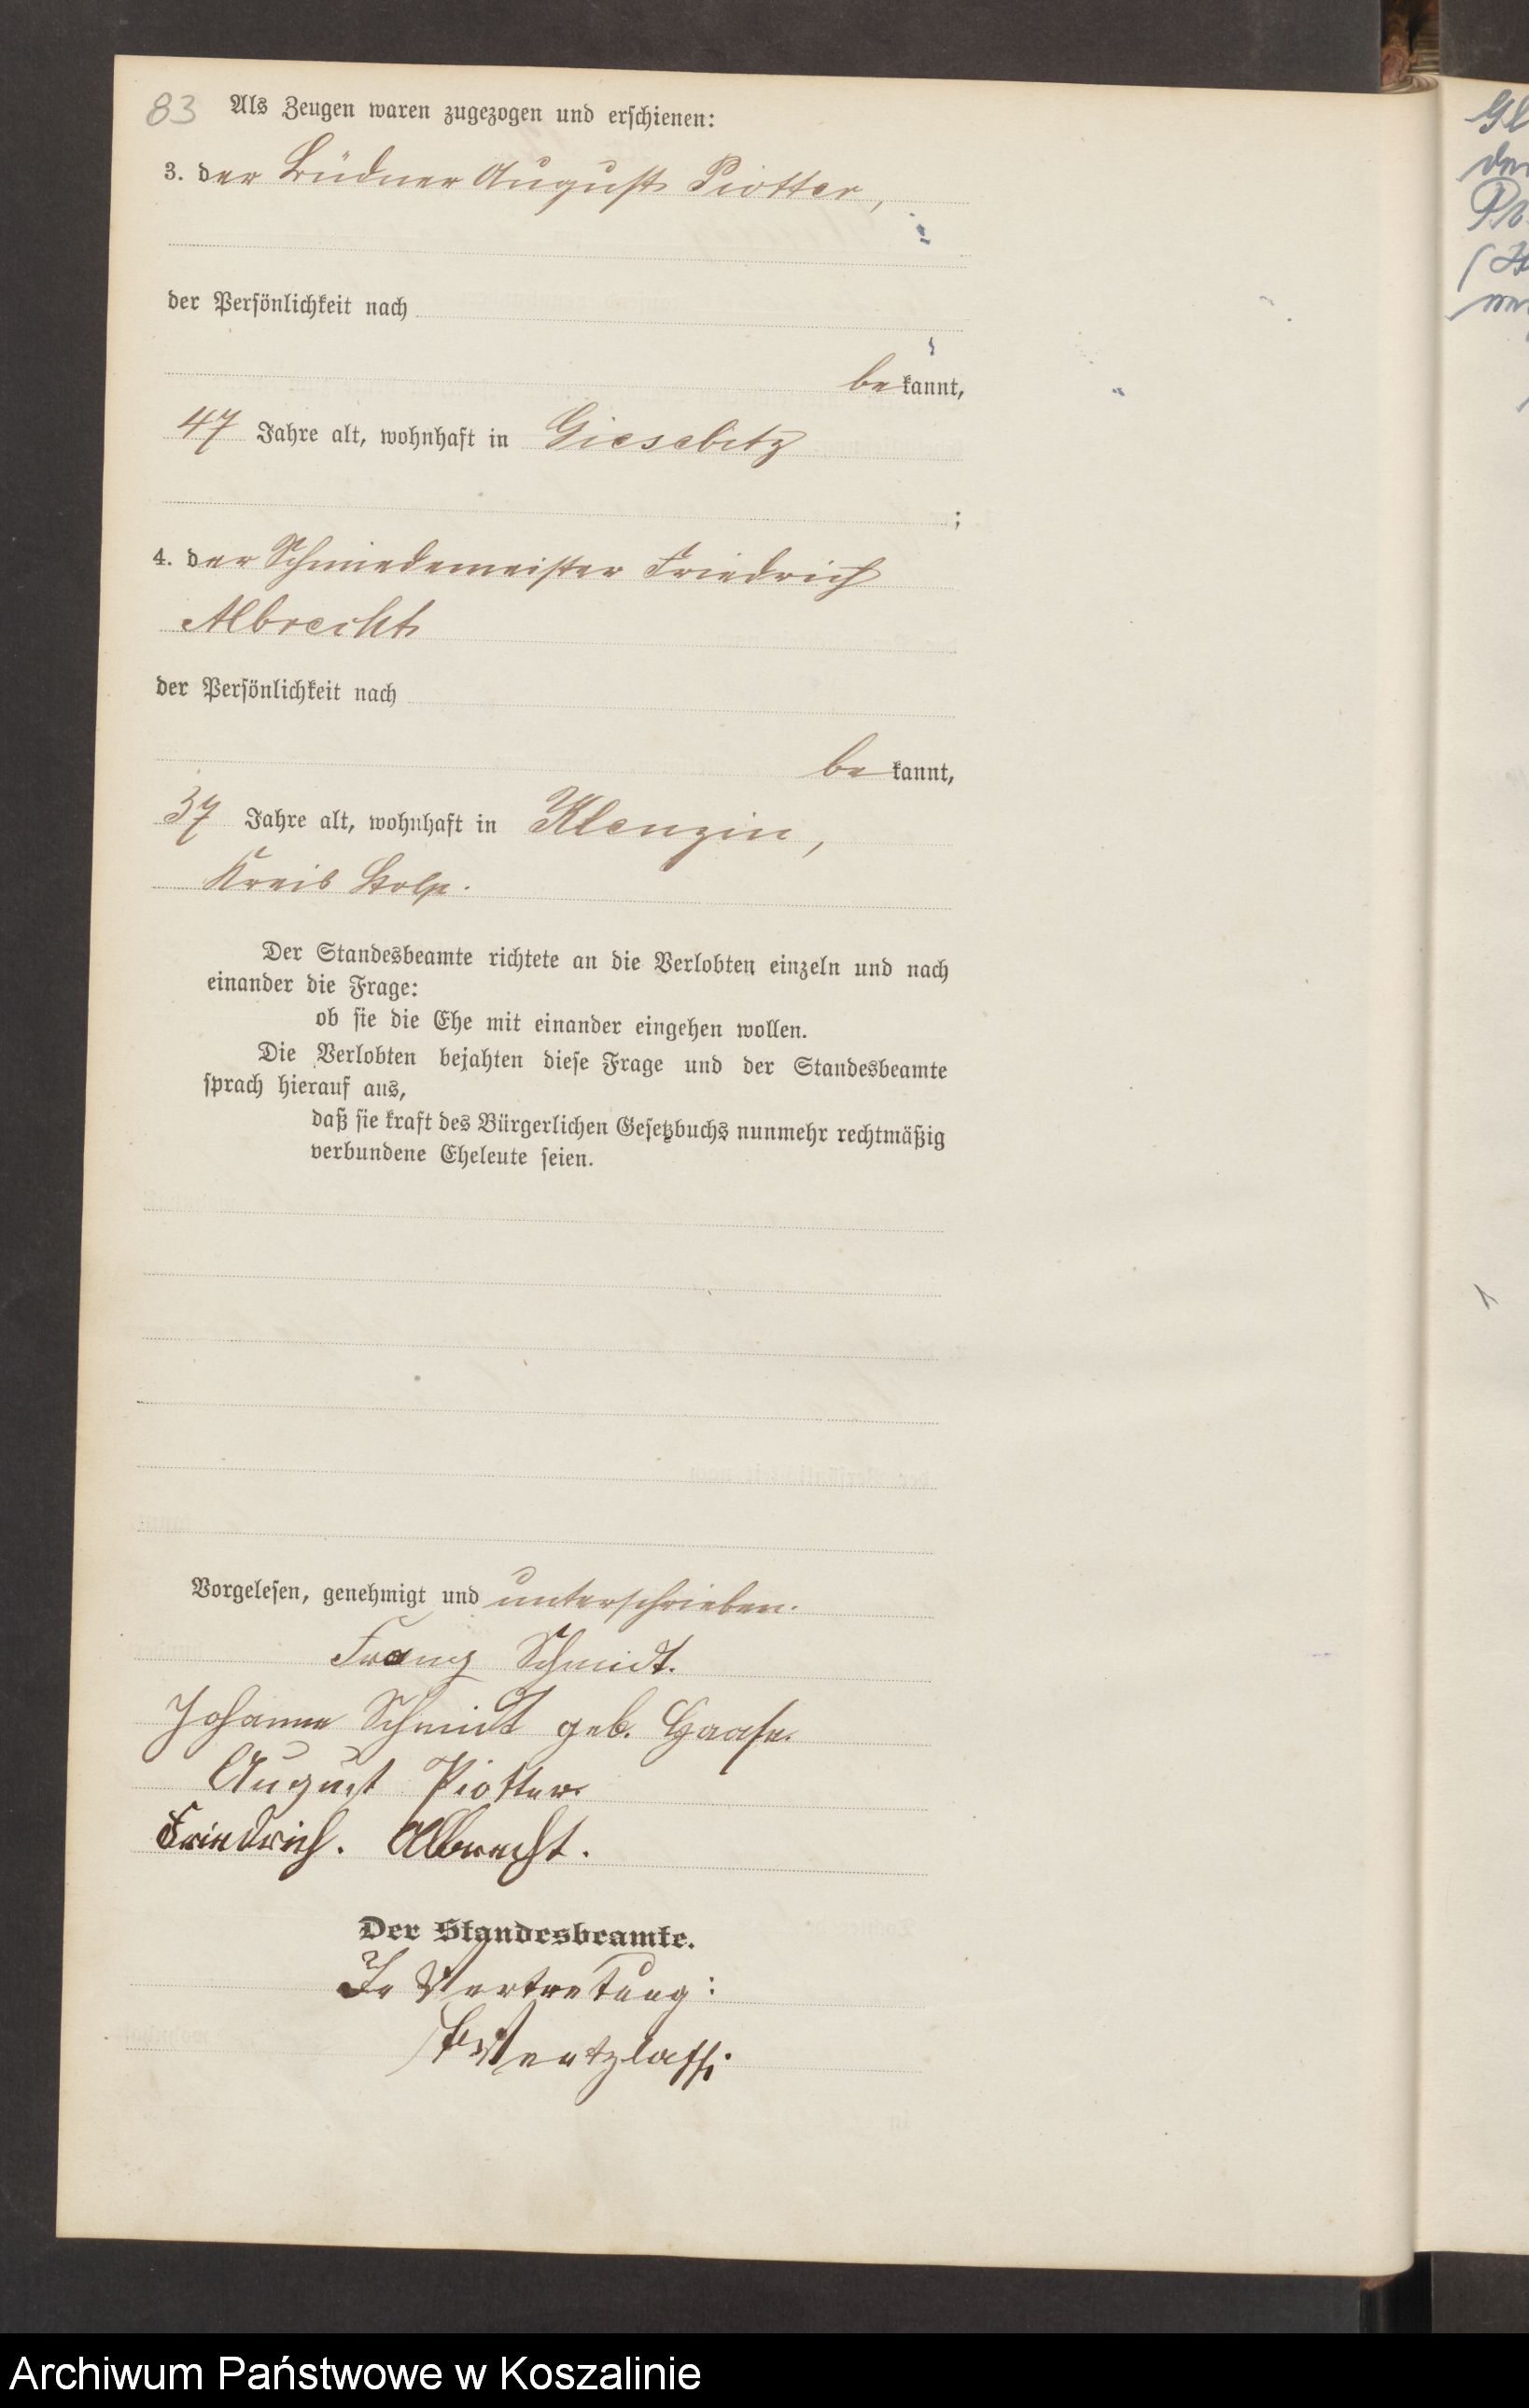 83 Als Zeugen waren zugezogen und erschienen:
3. der Büdner August Piotter,
der Persönlichkeit nach
bekannt,
47 Jahre alt, wohnhaft in Giesebitz
;
4. der Schmiedemeister Friedrich
Albrecht
der Persönlichkeit nach
bekannt,
37 Jahre alt, wohnhaft in Klenzin,
Kreis Stolp.
Der Standesbeamte richtete an die Verlobten einzeln und nach
einander die Frage:
ob sie die Ehe mit einander eingehen wollen.
Die Verlobten bejahten diese Frage und der Standesbeamte
sprach hierauf aus,
daß sie kraft des Bürgerlichen Gesetzbuchs nunmehr rechtmäßig
verbundene Eheleute seien.
Vorgelesen, genehmigt und unterschrieben.
Franz Schmidt.
Johanne Schmidt geb. Haase.
August Piotter.
Friedrich. Albrecht.
Der Standesbeamte.
In Vertretung:
Wentzlaff.
Archiwum Państwowe w Koszalinie